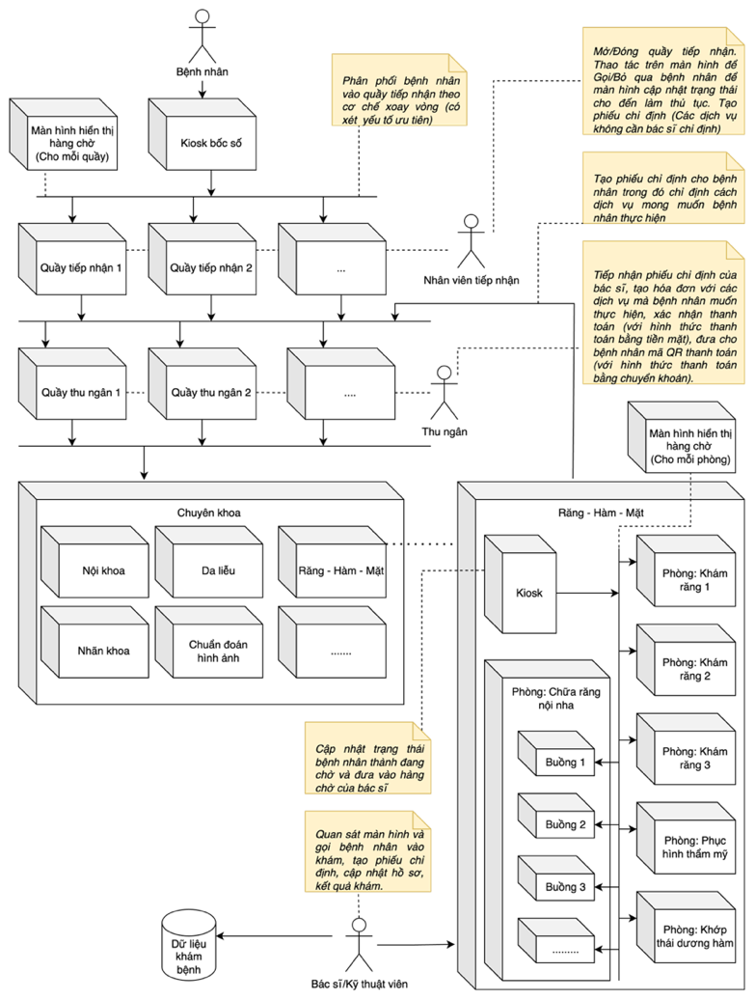 Bệnh nhân
Màn hình hiển thị
hàng chờ
(Cho mỗi quầy)
Kiosk bốc số
Phân phối bệnh nhân
vào quầy tiếp nhận theo
cơ chế xoay vòng (có
xét yếu tố ưu tiên)
Mở/Đóng quầy tiếp nhận.
Thao tác trên màn hình để
Gọi/Bỏ qua bệnh nhân để
màn hình cập nhật trạng thái
cho đến làm thủ tục. Tạo
phiếu chỉ định (Các dịch vụ
không cần bác sĩ chỉ định)
Tạo phiếu chỉ định cho bệnh
nhân trong đó chỉ định cách
dịch vụ mong muốn bệnh
nhân thực hiện
Quầy tiếp nhận 1
Quầy tiếp nhận 2
...
Nhân viên tiếp nhận
Tiếp nhận phiếu chỉ định của
bác sĩ, tạo hóa đơn với các
dịch vụ mà bệnh nhân muốn
thực hiện, xác nhận thanh
toán (với hình thức thanh
toán bằng tiền mặt), đưa cho
bệnh nhân mã QR thanh toán
(với hình thức thanh toán
bằng chuyển khoản).
Quầy thu ngân 1
Quầy thu ngân 2
....
Thu ngân
Màn hình hiển thị
hàng chờ
(Cho mỗi phòng)
Chuyên khoa
Nội khoa
Da liễu
Răng - Hàm - Mặt
Nhãn khoa
Chuẩn đoán
hình ảnh
.......
Răng - Hàm - Mặt
Kiosk
Phòng: Khám
răng 1
Phòng: Khám
răng 2
Phòng: Khám
răng 3
Phòng: Phục
hình thẩm mỹ
Phòng: Khớp
thái dương hàm
Phòng: Chữa răng
nội nha
Buồng 1
Buồng 2
Buồng 3
.........
Cập nhật trạng thái
bệnh nhân thành đang
chờ và đưa vào hàng
chờ của bác sĩ
Quan sát màn hình và
gọi bệnh nhân vào
khám, tạo phiếu chỉ
định, cập nhật hồ sơ,
kết quả khám.
Dữ liệu
khám
bệnh
Bác sĩ/Kỹ thuật viên